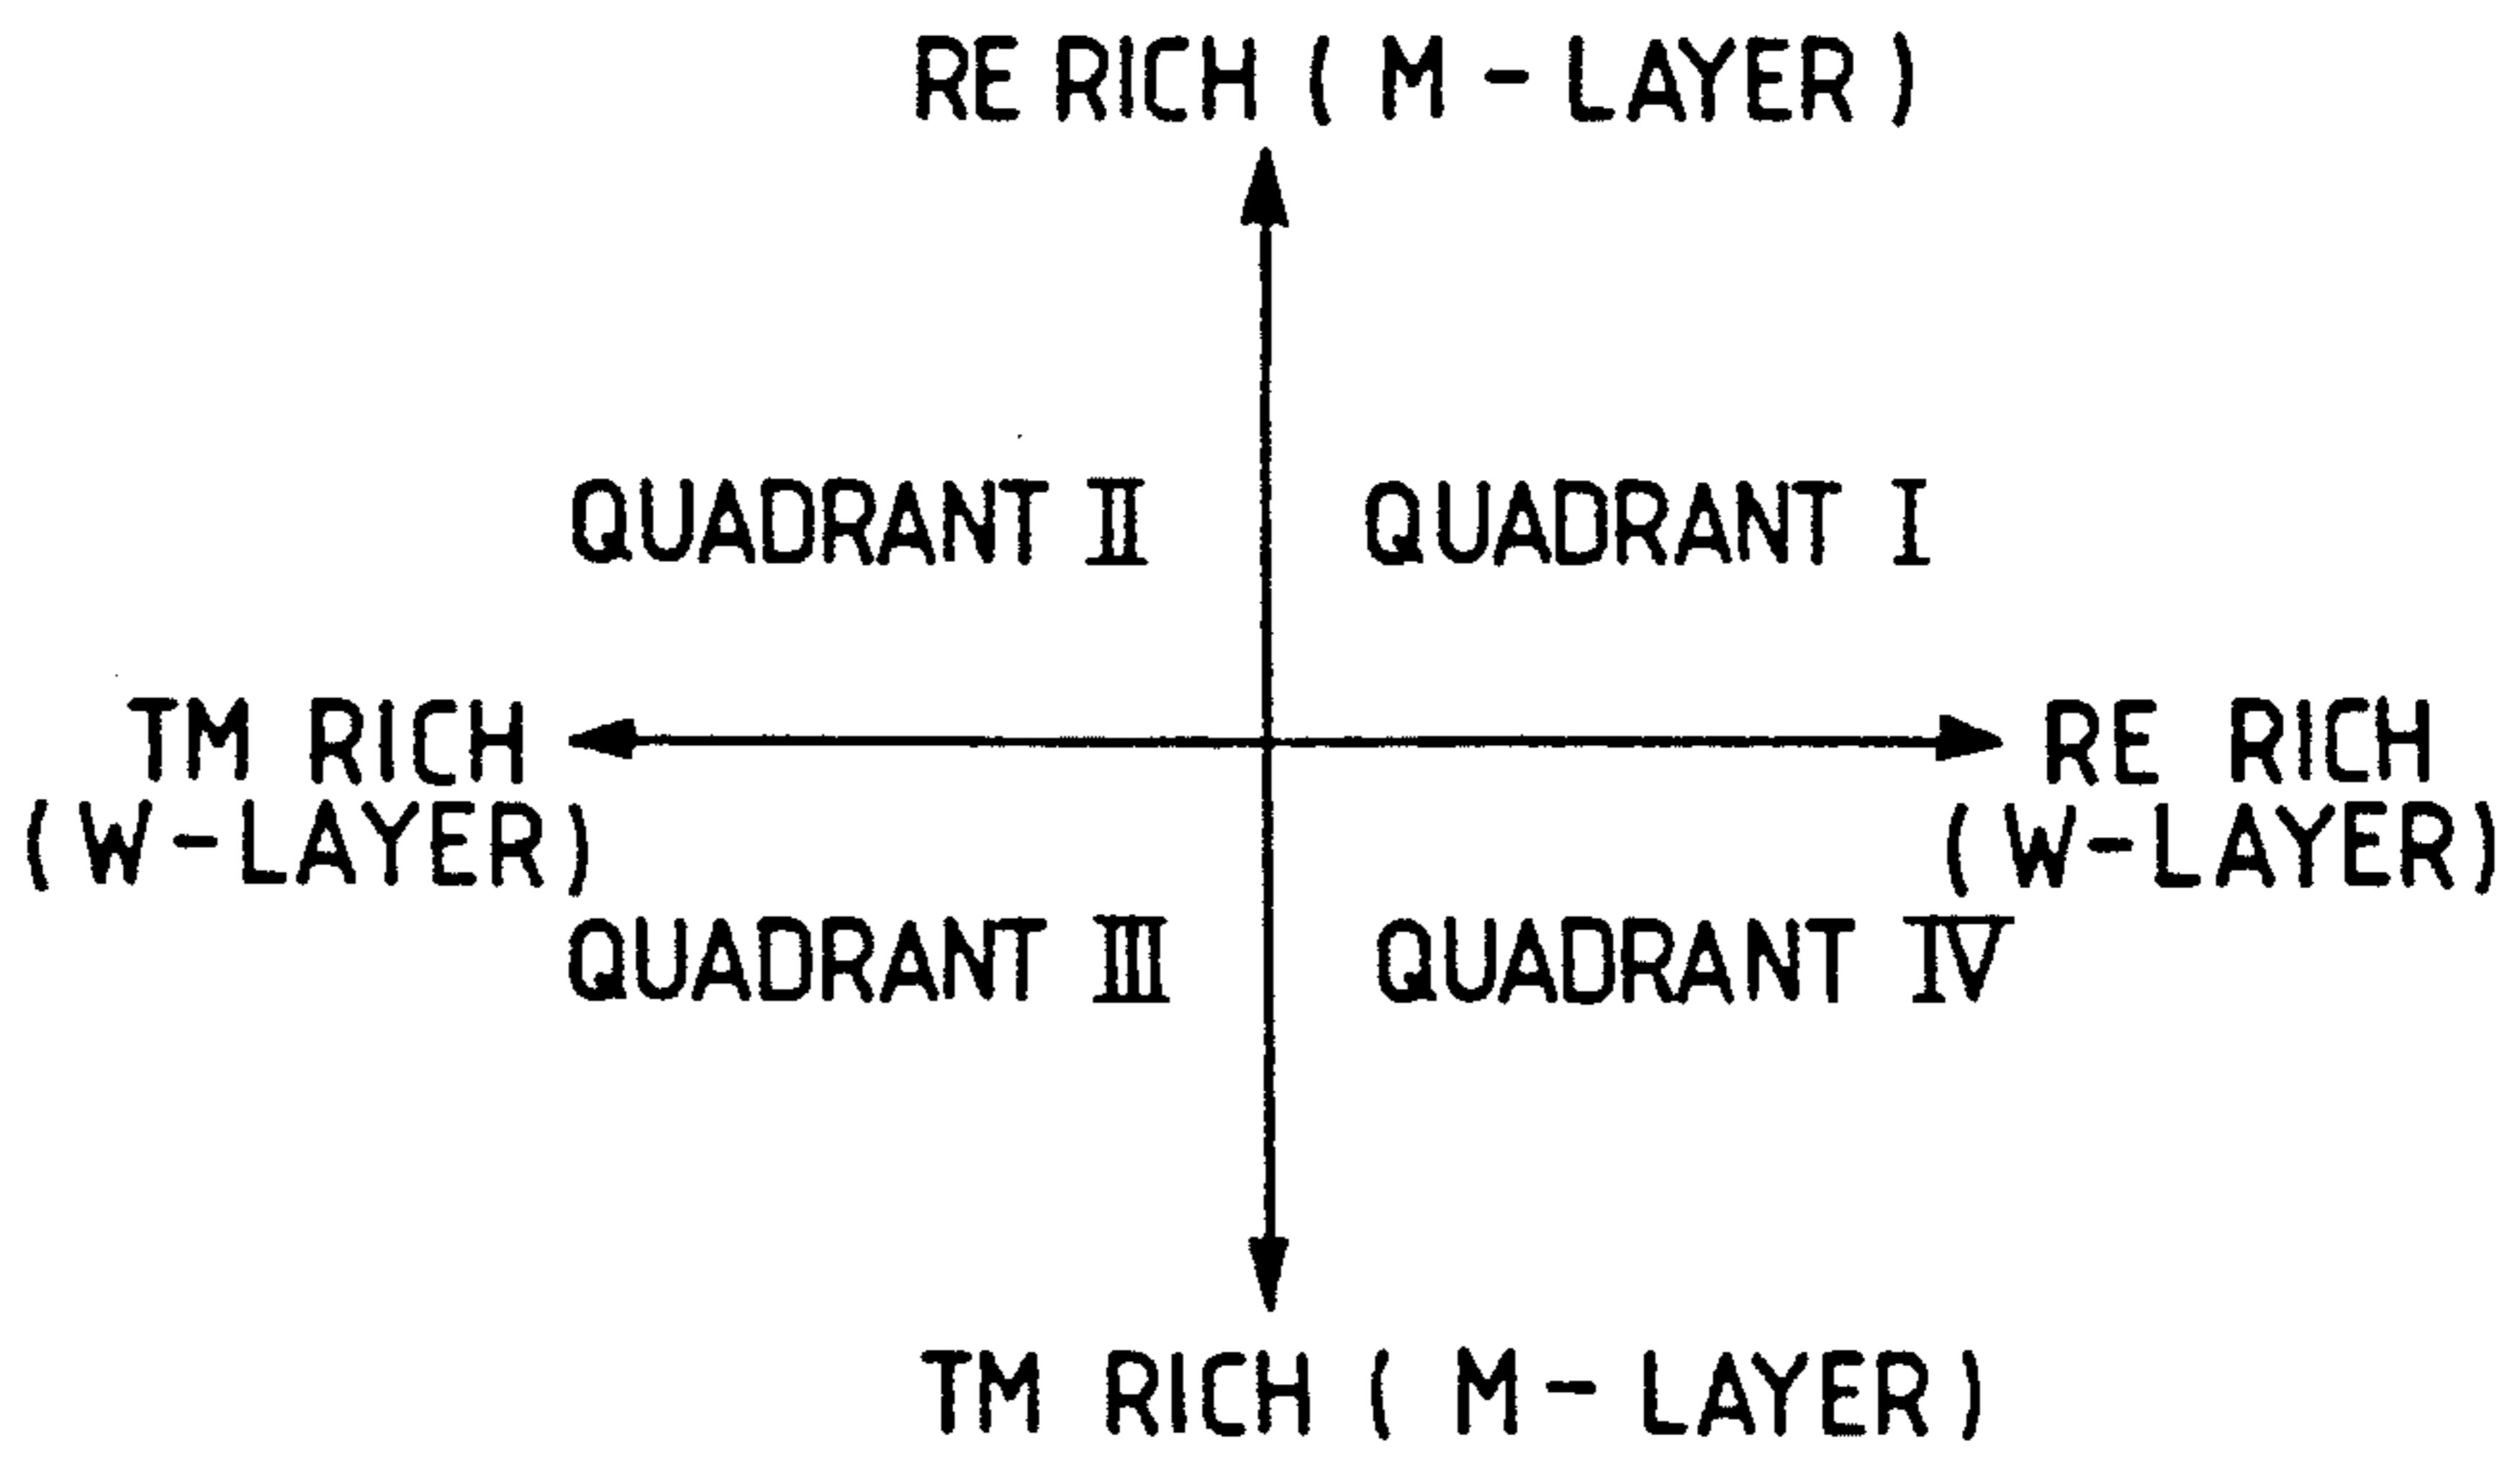 RE RICH ( M - LAYER )
QUADRANT II
QUADRANT I
TM RICH
(W-LAYER)
RE RICH
(W-LAYER)
QUADRANT III
QUADRANT IV
TM RICH ( M - LAYER )